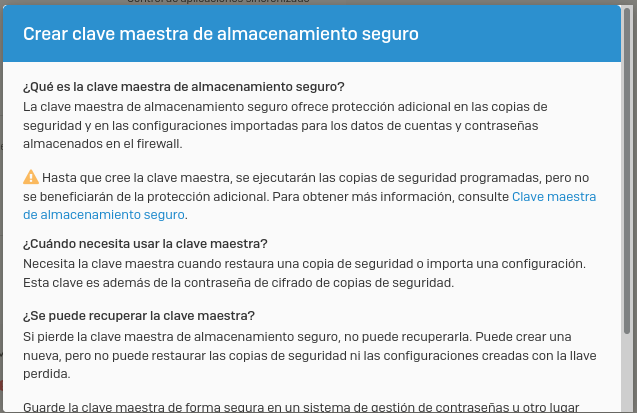 Control de aplicaciones sincronizado
Crear clave maestra de almacenamiento seguro
¿Qué es la clave maestra de almacenamiento seguro?
La clave maestra de almacenamiento seguro ofrece protección adicional en las copias de
seguridad y en las configuraciones importadas para los datos de cuentas y contraseñas
almacenados en el firewall.
Hasta que cree la clave maestra, se ejecutarán las copias de seguridad programadas, pero no
se beneficiarán de la protección adicional. Para obtener más información, consulte Clave maestra
de almacenamiento seguro.
¿Cuándo necesita usar la clave maestra?
Necesita la clave maestra cuando restaura una copia de seguridad o importa una configuración.
Esta clave es además de la contraseña de cifrado de copias de seguridad.
¿Se puede recuperar la clave maestra?
Si pierde la clave maestra de almacenamiento seguro, no puede recuperarla. Puede crear una
nueva, pero no puede restaurar las copias de seguridad ni las configuraciones creadas con la llave
perdida.
Guarde la clave maestra de forma segura en un sistema de gestión de contraseñas u otro lugar